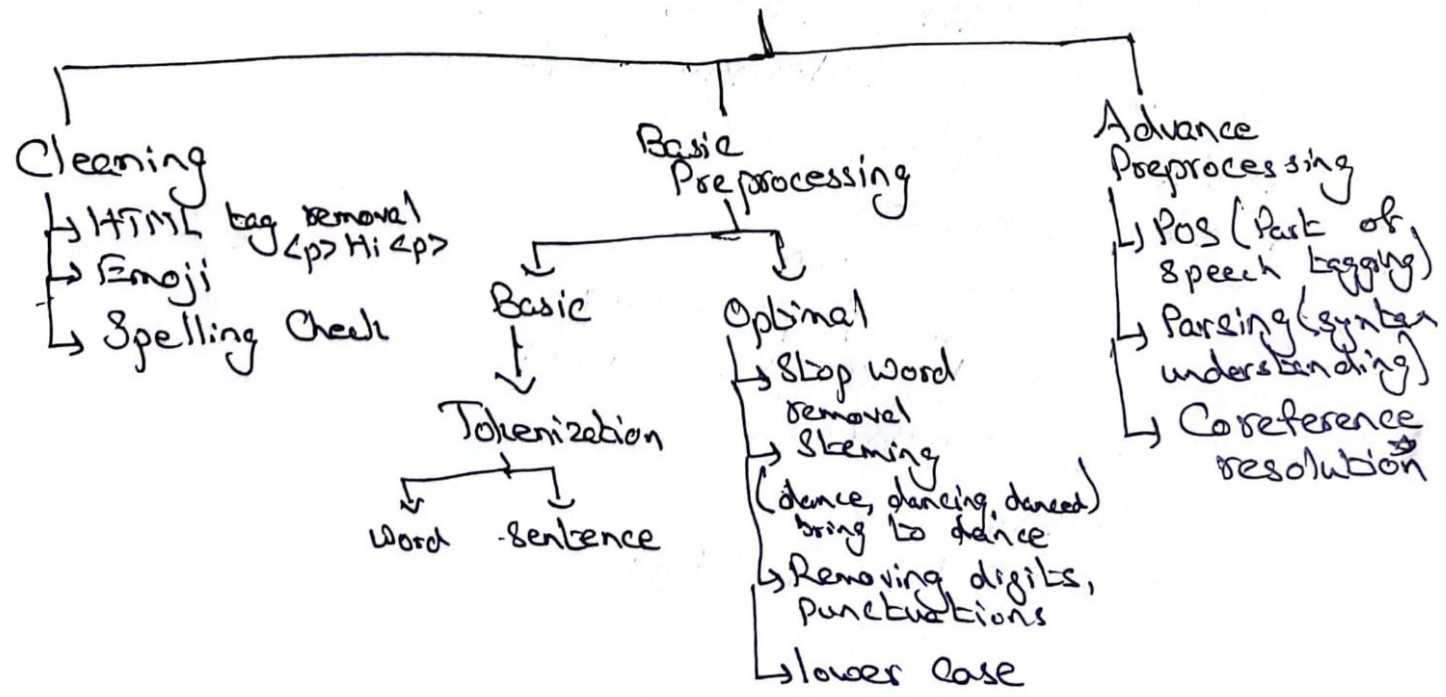 Cleaning
HTML tag removal
<p> Hi <p>
Emoji
Spelling Check
Basic
Preprocessing
Basic
Tokenization
word sentence
Optimal
Stop word
removal
Steming
(dance, dancing, danced)
bring to dance
Removing digits,
punctuations
lower case
Advance
Preprocessing
POS (Part of
speech tagging)
Parsing (syntax
understanding)
Coreference
resolution